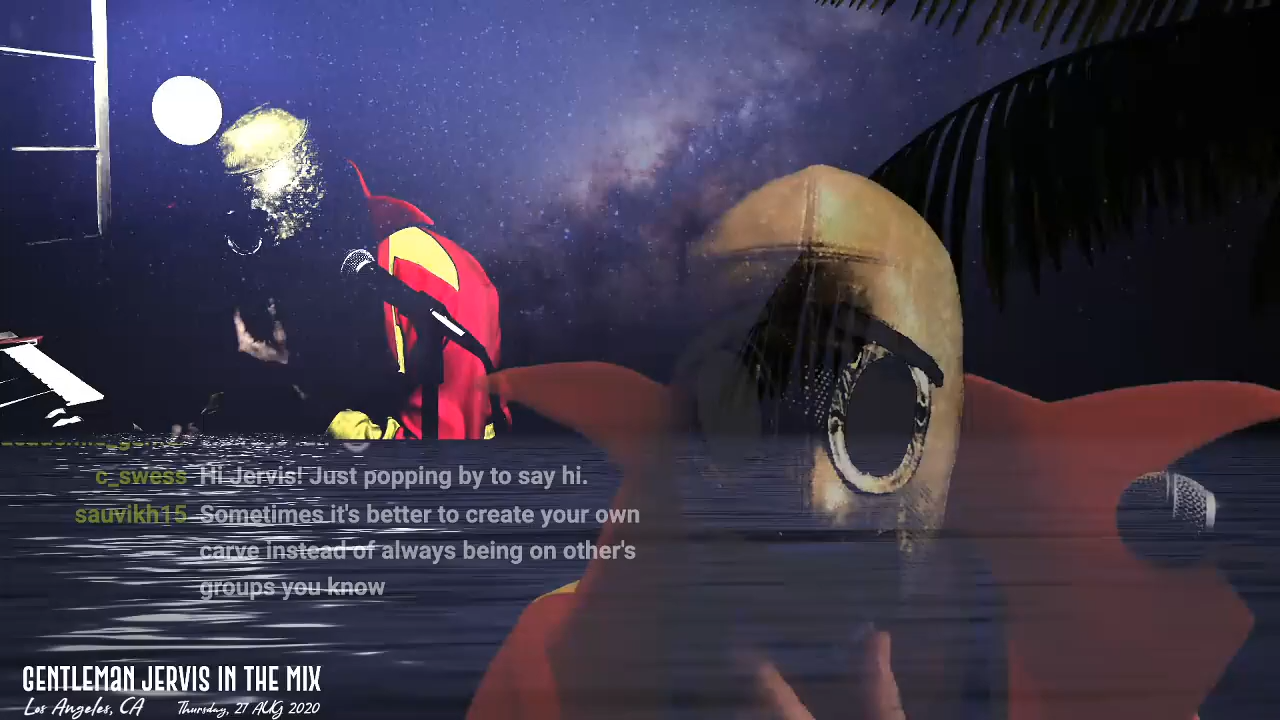 c_swess Hi Jervis! Just popping by to say hi.
sauvikh15 Sometimes it's better to create your own
carve instead of always being on other's
groups you know
GENTLEMAN JERVIS IN THE MIX
Los Angeles, CA Thursday, 27 AUG 2020